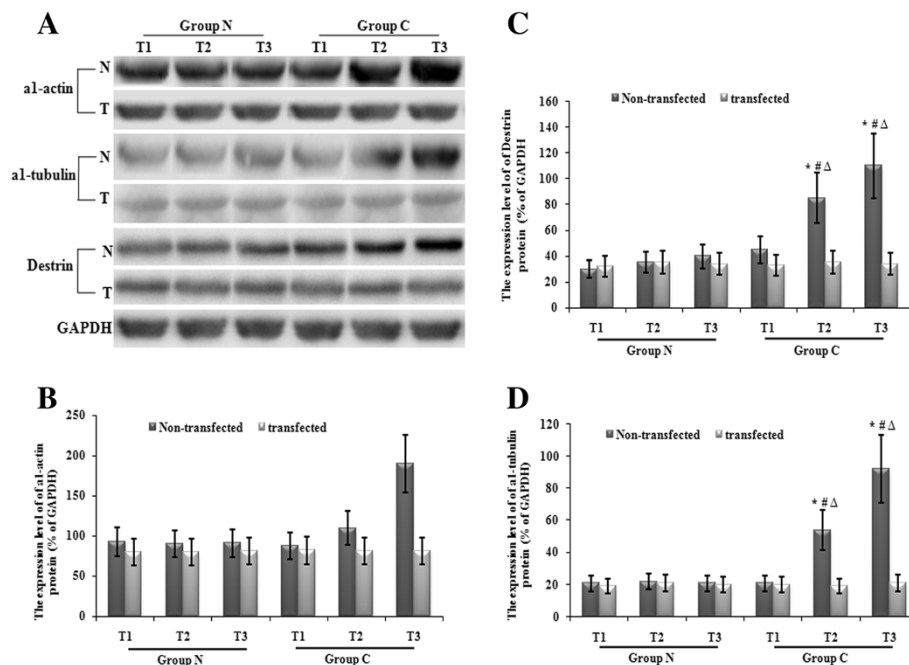 A
Group N Group C
T1 T2 T3 T1 T2 T3
a1-actin
N
T
a1-tubulin
N
T
Destrin
N
T
GAPDH
B
The expression level of a1-actin
protein (% of GAPDH)
250
200
150
100
50
0
Non-transfected transfected
T1 T2 T3 T1 T2 T3
Group N Group C
C
The expression level of of Destrin
protein (% of GAPDH)
160
140
120
100
80
60
40
20
0
Non-transfected transfected
* # Δ
* # Δ
T1 T2 T3 T1 T2 T3
Group N Group C
D
The expression level of a1-tubulin
protein (% of GAPDH)
120
100
80
60
40
20
0
Non-transfected transfected
* # Δ
* # Δ
T1 T2 T3 T1 T2 T3
Group N Group C